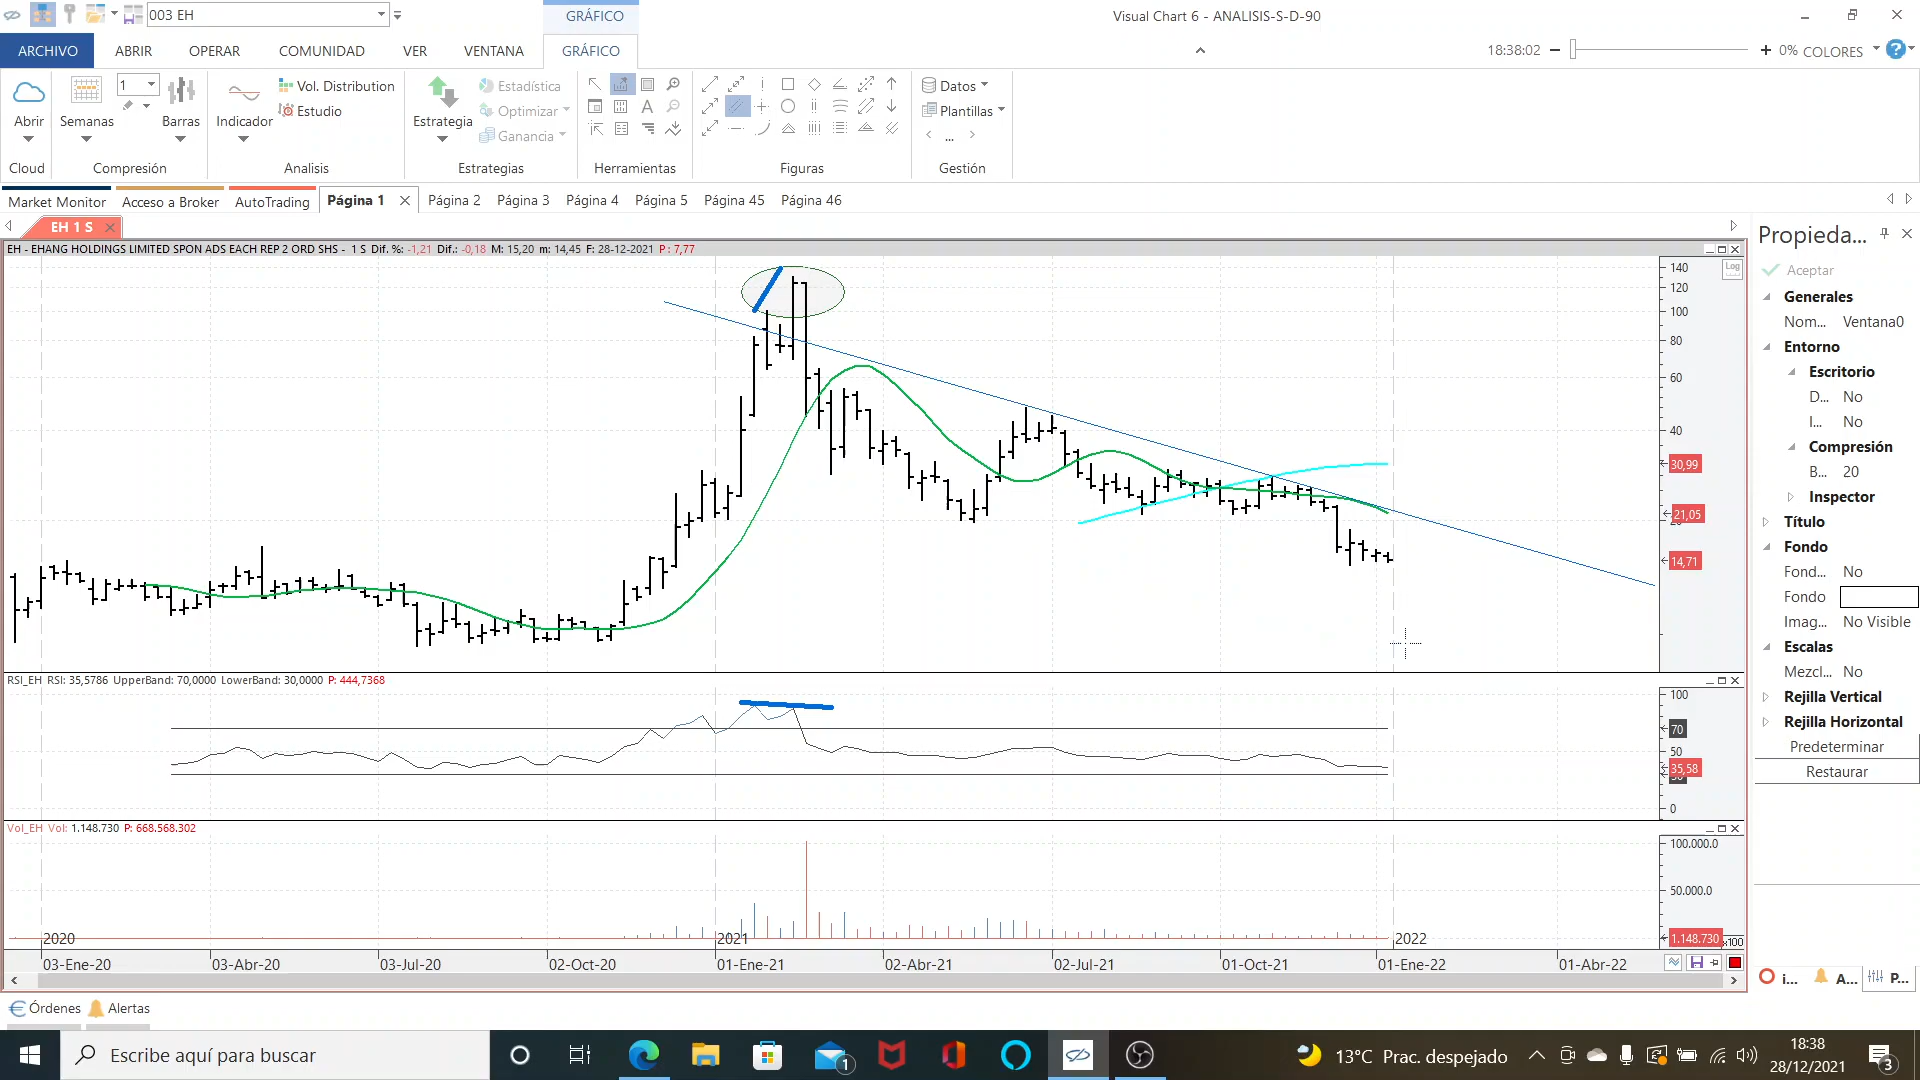 003 EH
GRÁFICO
Visual Chart 6 - ANALISIS-S-D-90
ARCHIVO
ABRIR
OPERAR
COMUNIDAD
VER
VENTANA
GRÁFICO
18:38:02
0%
COLORES
Abrir
Cloud
Semanas
1
Barras
Compresión
Indicador
Vol. Distribution
Estudio
Analisis
Estrategia
Estadística
Optimizar
Ganancia
Estrategias
Herramientas
Figuras
Datos
Plantillas
...
Gestión
Market Monitor
Acceso a Broker
AutoTrading
Página 1
Página 2
Página 3
Página 4
Página 5
Página 45
Página 46
EH 1 S
EH - EHANG HOLDINGS LIMITED SPON ADS EACH REP 2 ORD SHS - 1 S Dif. %: -1,21 Dif.: -0,18 M: 15,20 m: 14,45 F: 28-12-2021 P: 7,77
Log
140
120
100
80
60
40
30,99
21,05
14,71
RSI_EH RSI: 35,5786 UpperBand: 70,0000 LowerBand: 30,0000 P: 444,7368
100
70
50
35,58
0
Vol_EH Vol: 1.148.730 P: 668.568.302
100.000.0
50.000.0
1.148.730
x100
2020
2021
2022
03-Ene-20
03-Abr-20
03-Jul-20
02-Oct-20
01-Ene-21
02-Abr-21
02-Jul-21
01-Oct-21
01-Ene-22
01-Abr-22
Propieda...
Aceptar
Generales
Nom... Ventana0
Entorno
Escritorio
D... No
I... No
Compresión
B... 20
Inspector
Título
Fondo
Fond... No
Fondo
Imag... No Visible
Escalas
Mezcl... No
Rejilla Vertical
Rejilla Horizontal
Predeterminar
Restaurar
i...
A...
P...
Órdenes
Alertas
Escribe aquí para buscar
1
13°C Prac. despejado
18:38
28/12/2021
3